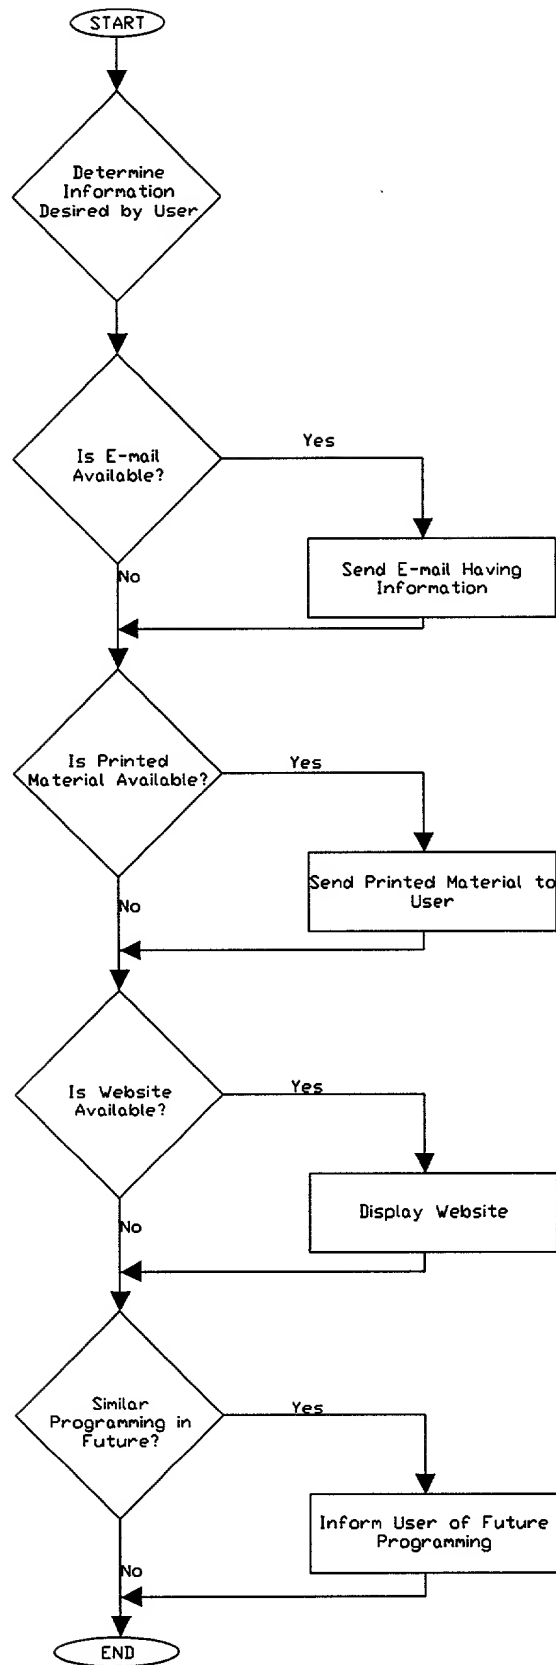 START
Determine
Information
Desired by User
Is E-mail
Available?
Yes
Send E-mail Having
Information
No
Is Printed
Material Available?
Yes
Send Printed Material to
User
No
Is Website
Available?
Yes
Display Website
No
Similar
Programming in
Future?
Yes
Inform User of Future
Programming
No
END